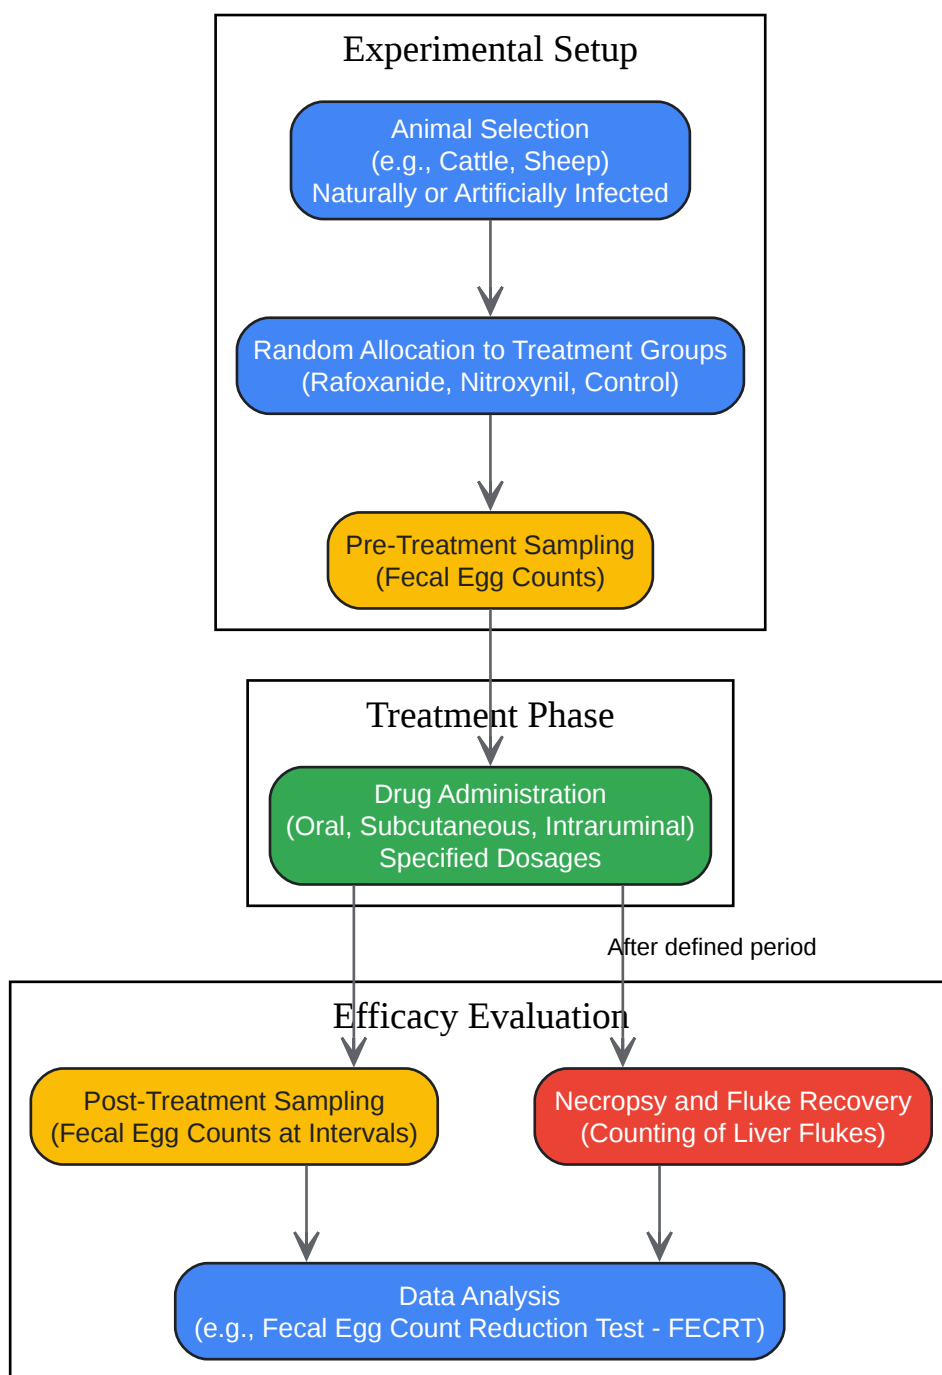 Experimental Setup
Animal Selection
(e.g., Cattle, Sheep)
Naturally or Artificially Infected
Random Allocation to Treatment Groups
(Rafoxanide, Nitroxynil, Control)
Pre-Treatment Sampling
(Fecal Egg Counts)
Treatment Phase
Drug Administration
(Oral, Subcutaneous, Intraruminal)
Specified Dosages
After defined period
Efficacy Evaluation
Post-Treatment Sampling
(Fecal Egg Counts at Intervals)
Necropsy and Fluke Recovery
(Counting of Liver Flukes)
Data Analysis
(e.g., Fecal Egg Count Reduction Test - FECRT)